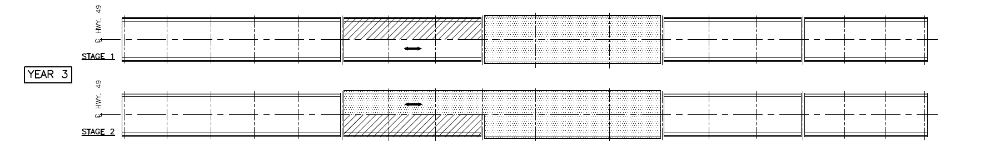 ℄ HWY. 49
STAGE 1
YEAR 3
℄ HWY. 49
STAGE 2